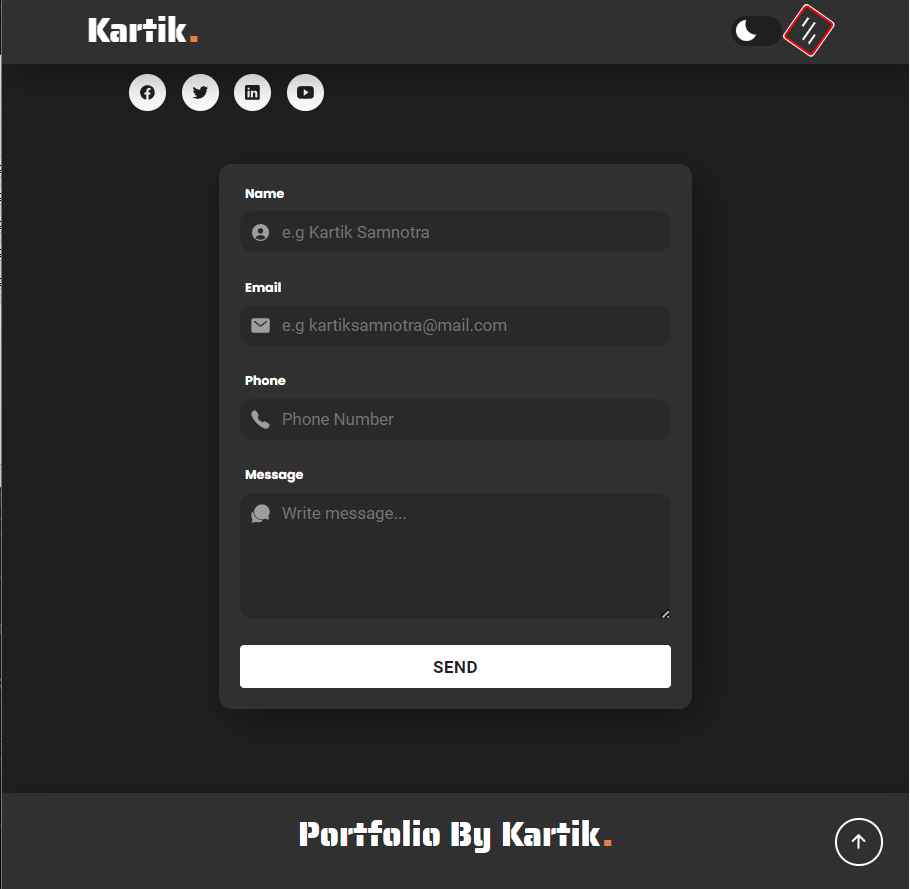 Kartik.
Name
e.g Kartik Samnotra
Email
e.g kartiksamnotra@mail.com
Phone
Phone Number
Message
Write message...
SEND
Portfolio By Kartik.